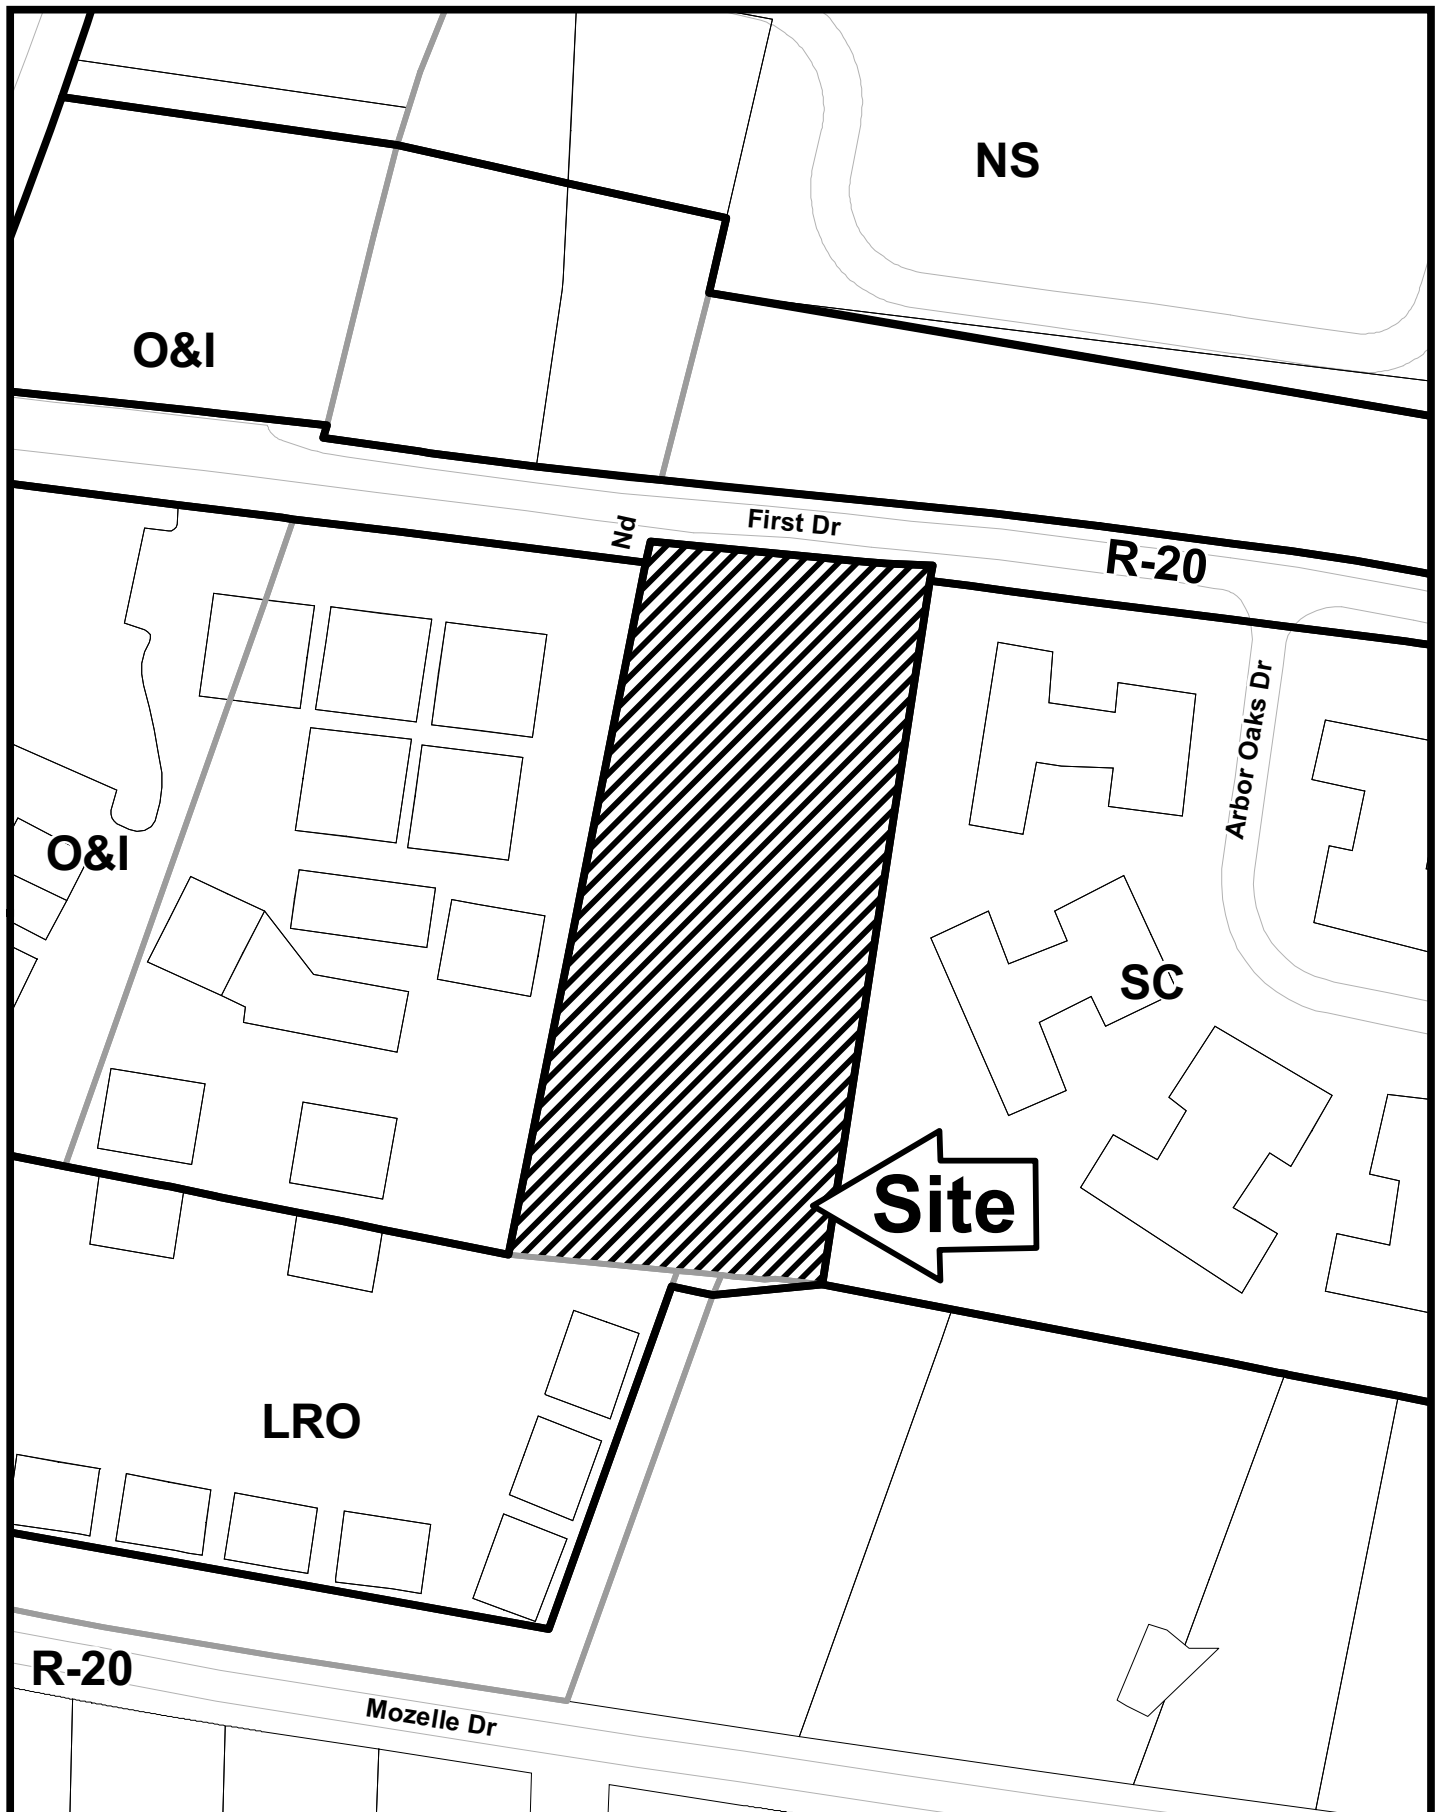 NS
O&I
Nd
First Dr
R-20
Arbor Oaks Dr
O&I
SC
Site
LRO
R-20
Mozelle Dr